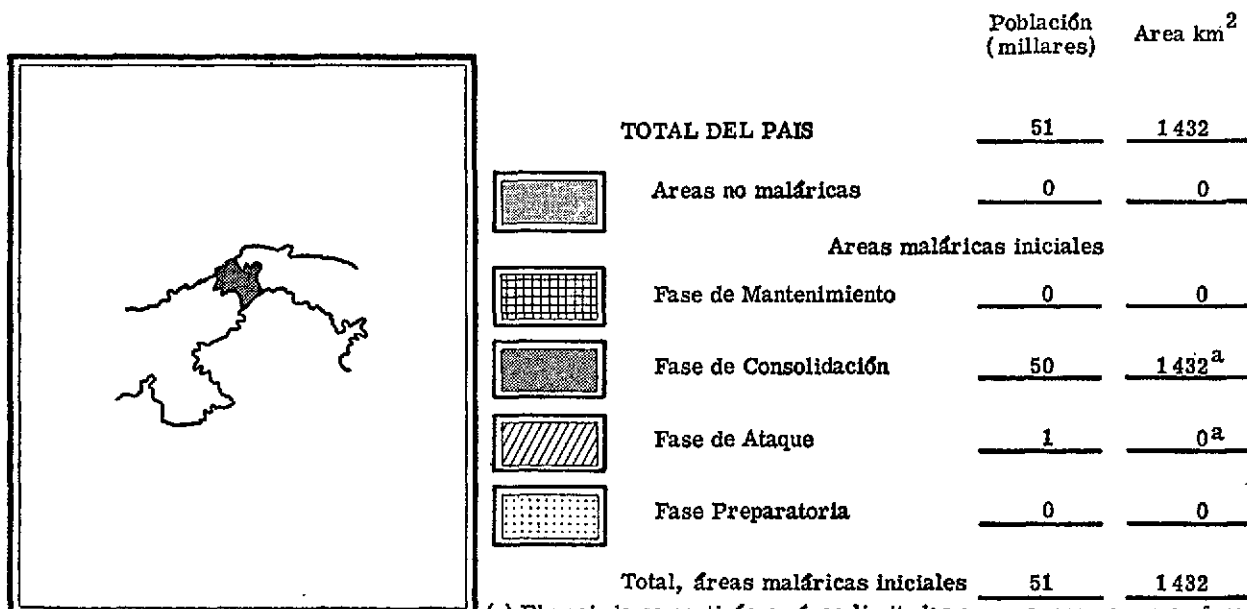 Población (millares) Area km²
TOTAL DEL PAIS 51 1 432
Areas no maláricas 0 0
Areas maláricas iniciales
Fase de Mantenimiento 0 0
Fase de Consolidación 50 1 432ª
Fase de Ataque 1 0ª
Fase Preparatoria 0 0
Total, áreas maláricas iniciales 51 1 432